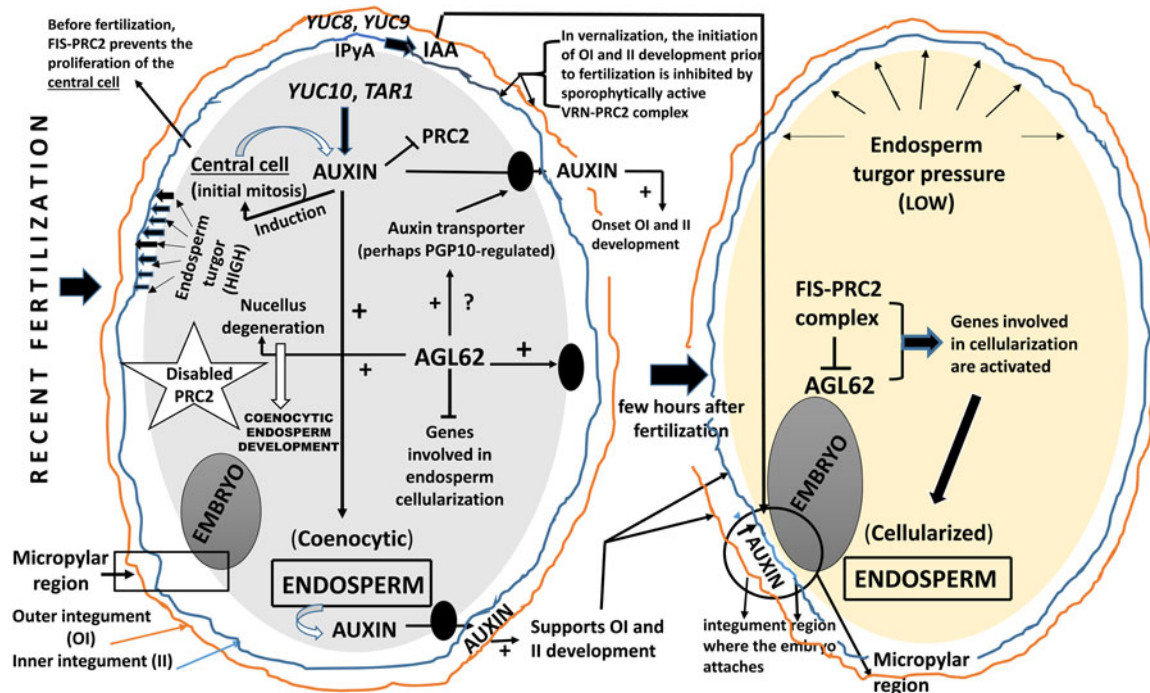 RECENT FERTILIZATION
Before fertilization,
FIS-PRC2 prevents the
proliferation of the
central cell
YUC8, YUC9
IPyA
IAA
YUC10, TAR1
Central cell
(initial mitosis)
AUXIN
PRC2
Induction
AUXIN
+
Onset OI and II
development
Auxin transporter
(perhaps PGP10-regulated)
Endosperm
turgor
(HIGH)
Nucellus
degeneration
+
+
?
+
AGL62
+
Disabled
PRC2
COENOCYTIC
ENDOSPERM
DEVELOPMENT
Genes
involved in
endosperm
cellularization
EMBRYO
(Coenocytic)
ENDOSPERM
AUXIN
AUXIN
+
Supports OI and
II development
Micropylar
region
Outer integument
(OI)
Inner integument (II)
In vernalization, the initiation
of OI and II development prior
to fertilization is inhibited by
sporophytically active
VRN-PRC2 complex
few hours after
fertilization
Endosperm
turgor pressure
(LOW)
FIS-PRC2
complex
AGL62
Genes involved
in cellularization
are activated
EMBRYO
AUXIN
(Cellularized)
ENDOSPERM
integument region
where the embryo
attaches
Micropylar
region